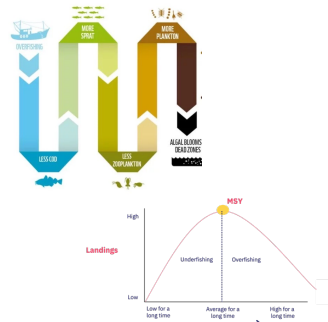 MORE
SPRAT
MORE
PLANKTON
OVERFISHING
LESS COD
LESS
ZOOPLANKTON
ALGAL BLOOMS
DEAD ZONES
MSY
High
Landings
Underfishing
Overfishing
Low
Low for a
long time
Average for a
long time
High for a
long time